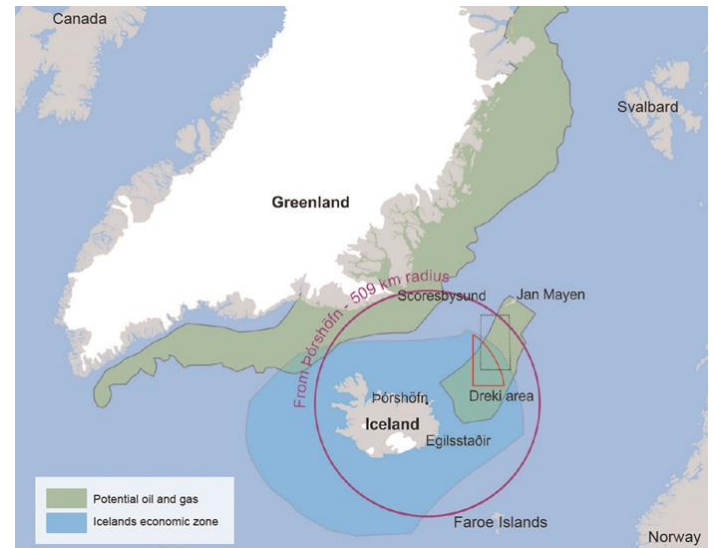 Canada
Svalbard
Greenland
From Þórshöfn - 509 km radius
Scoresbysund
Jan Mayen
Dreki area
Þórshöfn
Iceland
Egilsstaðir
Potential oil and gas
Icelands economic zone
Faroe Islands
Norway